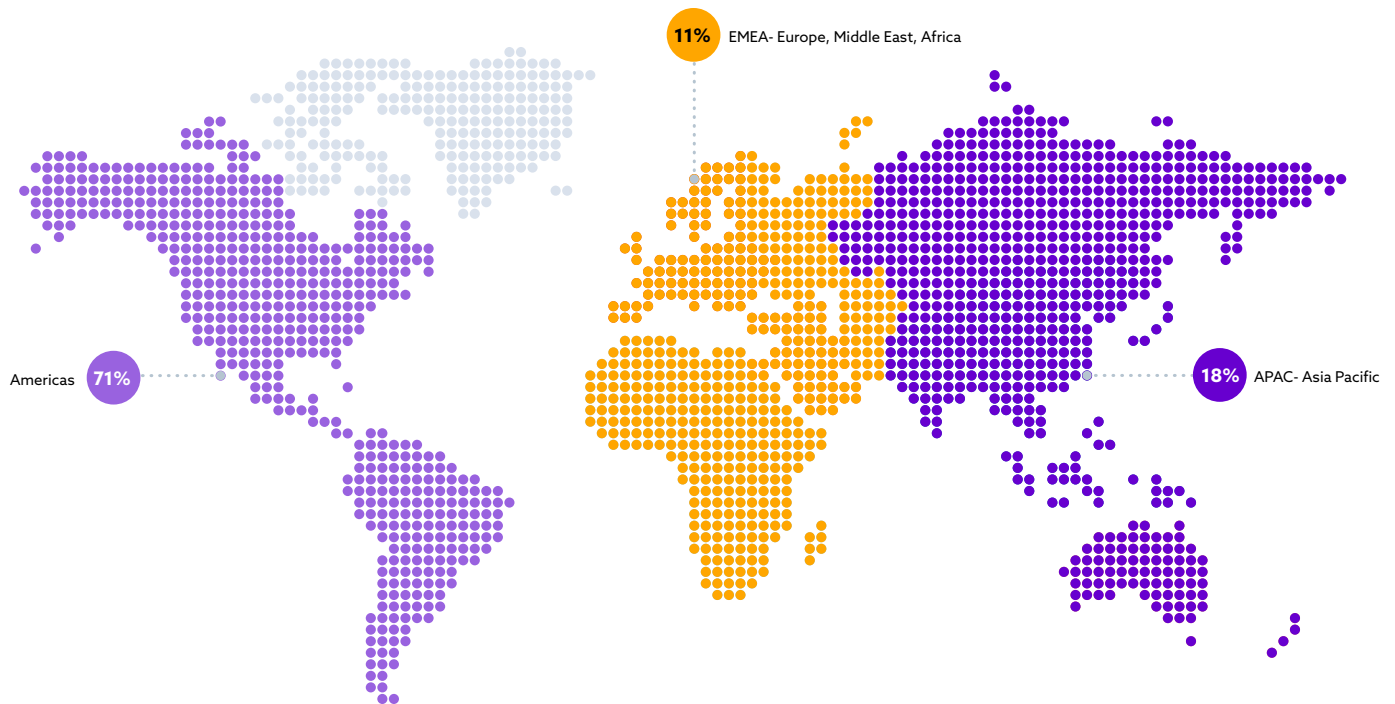 11% EMEA- Europe, Middle East, Africa
Americas 71%
18% APAC- Asia Pacific